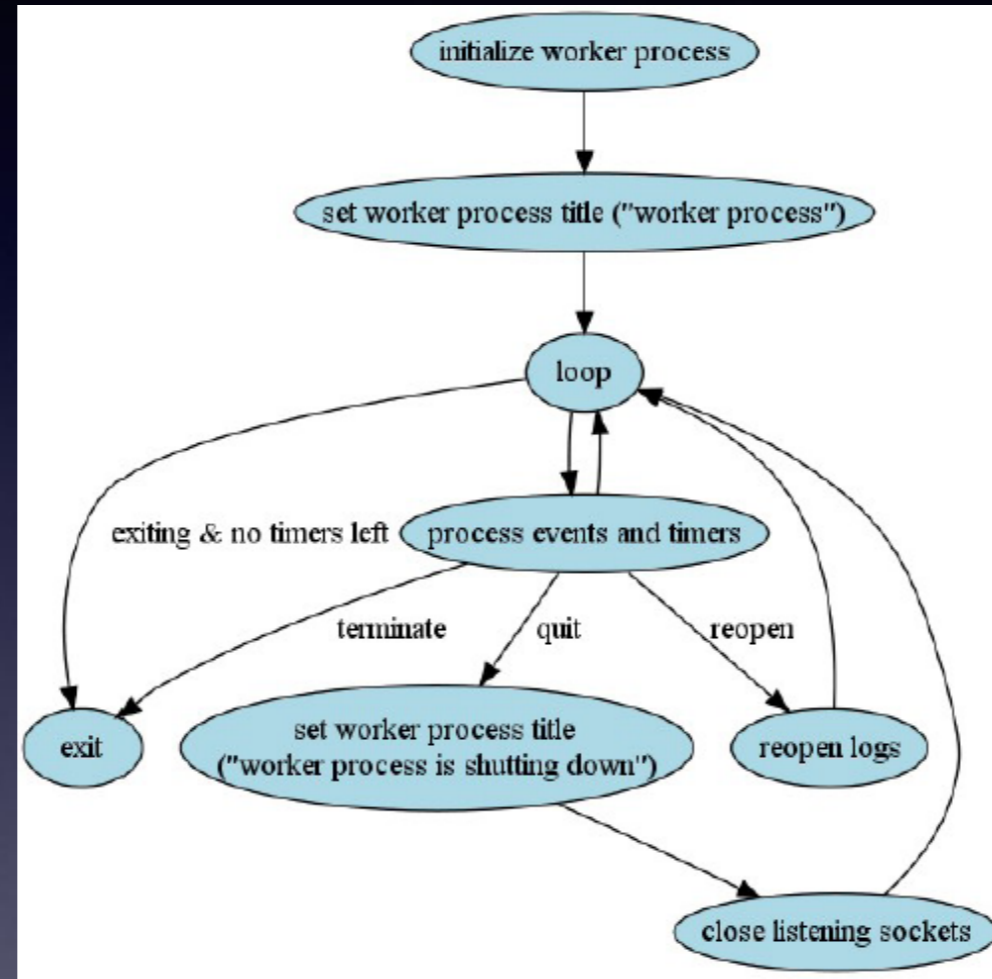 initialize worker process
set worker process title ("worker process")
loop
exiting & no timers left
process events and timers
terminate
quit
reopen
exit
set worker process title
("worker process is shutting down")
reopen logs
close listening sockets